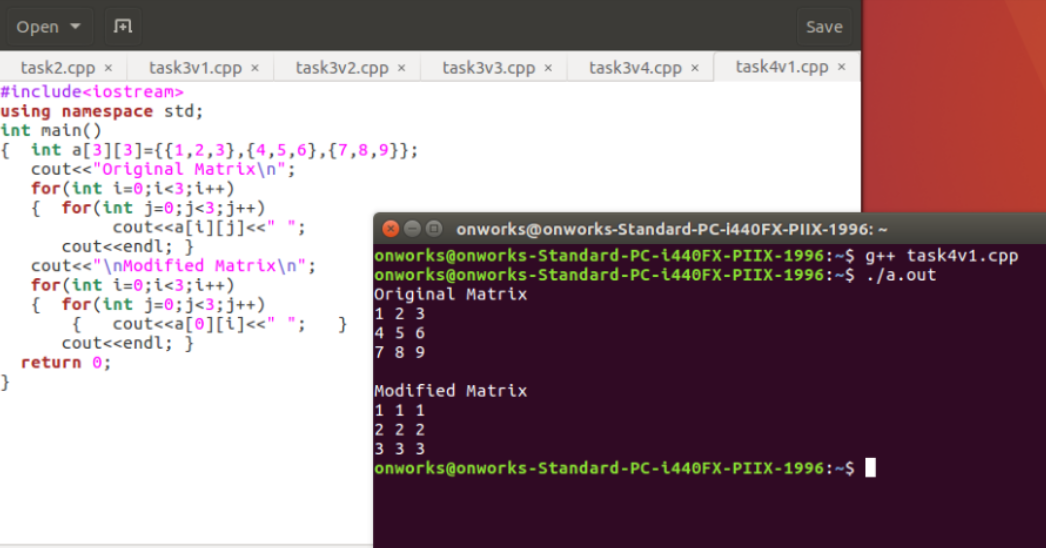 Open Save
task2.cpp × task3v1.cpp × task3v2.cpp × task3v3.cpp × task3v4.cpp × task4v1.cpp ×
#include<iostream>
using namespace std;
int main()
{  int a[3][3]={{1,2,3},{4,5,6},{7,8,9}};
   cout<<"Original Matrix\n";
   for(int i=0;i<3;i++)
   {  for(int j=0;j<3;j++)
           cout<<a[i][j]<<" ";
      cout<<endl; }
   cout<<"\nModified Matrix\n";
   for(int i=0;i<3;i++)
   {  for(int j=0;j<3;j++)
       {   cout<<a[0][i]<<" ";   }
      cout<<endl; }
  return 0;
}
onworks@onworks-Standard-PC-i440FX-PIIX-1996: ~
onworks@onworks-Standard-PC-i440FX-PIIX-1996:~$ g++ task4v1.cpp
onworks@onworks-Standard-PC-i440FX-PIIX-1996:~$ ./a.out
Original Matrix
1 2 3
4 5 6
7 8 9
Modified Matrix
1 1 1
2 2 2
3 3 3
onworks@onworks-Standard-PC-i440FX-PIIX-1996:~$